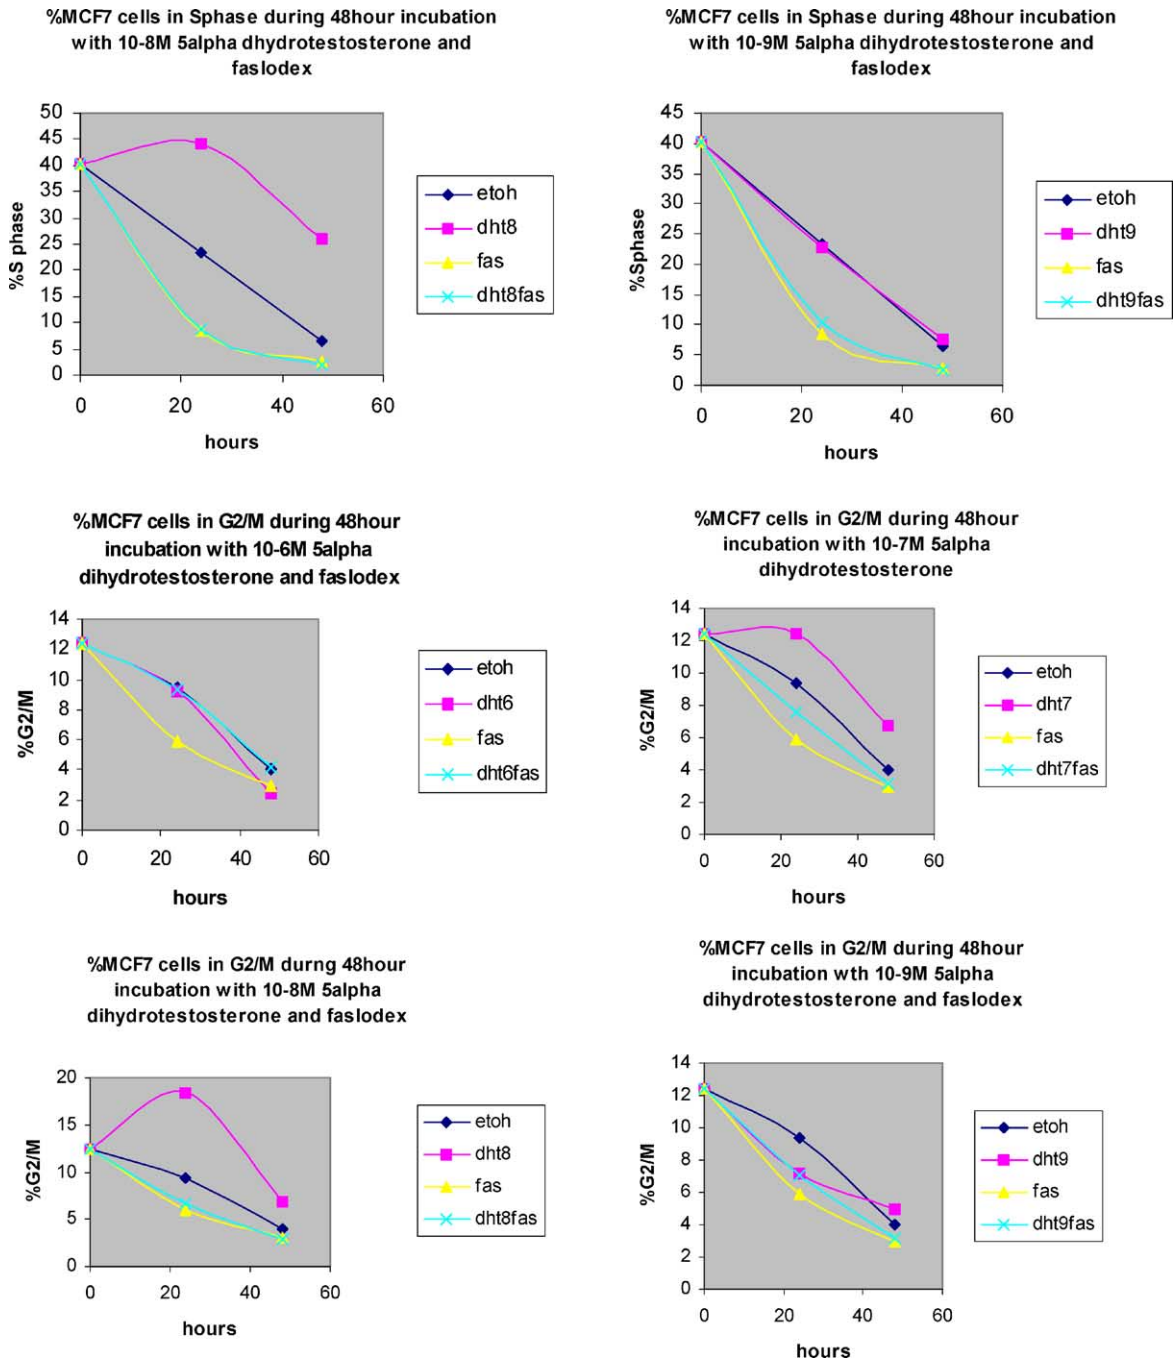 %MCF7 cells in Sphase during 48hour incubation
with 10-8M 5alpha dhydrotestosterone and
faslodex
50
45
40
35
30
25
20
15
10
5
0
%S phase
0 20 40 60
hours
etoh
dht8
fas
dht8fas
%MCF7 cells in Sphase during 48hour incubation
with 10-9M 5alpha dihydrotestosterone and
faslodex
45
40
35
30
25
20
15
10
5
0
%Sphase
0 20 40 60
hours
etoh
dht9
fas
dht9fas
%MCF7 cells in G2/M during 48hour
incubation with 10-6M 5alpha
dihydrotestosterone and faslodex
14
12
10
8
6
4
2
0
%G2/M
0 20 40 60
hours
etoh
dht6
fas
dht6fas
%MCF7 cells in G2/M during 48hour
incubation with 10-7M 5alpha
dihydrotestosterone
14
12
10
8
6
4
2
0
%G2/M
0 20 40 60
hours
etoh
dht7
fas
dht7fas
%MCF7 cells in G2/M durng 48hour
incubation with 10-8M 5alpha
dihydrotestosterone and faslodex
20
15
10
5
0
%G2/M
0 20 40 60
hours
etoh
dht8
fas
dht8fas
%MCF7 cells in G2/M during 48hour
incubation wth 10-9M 5alpha
dihydrotestosterone and faslodex
14
12
10
8
6
4
2
0
%G2/M
0 20 40 60
hours
etoh
dht9
fas
dht9fas